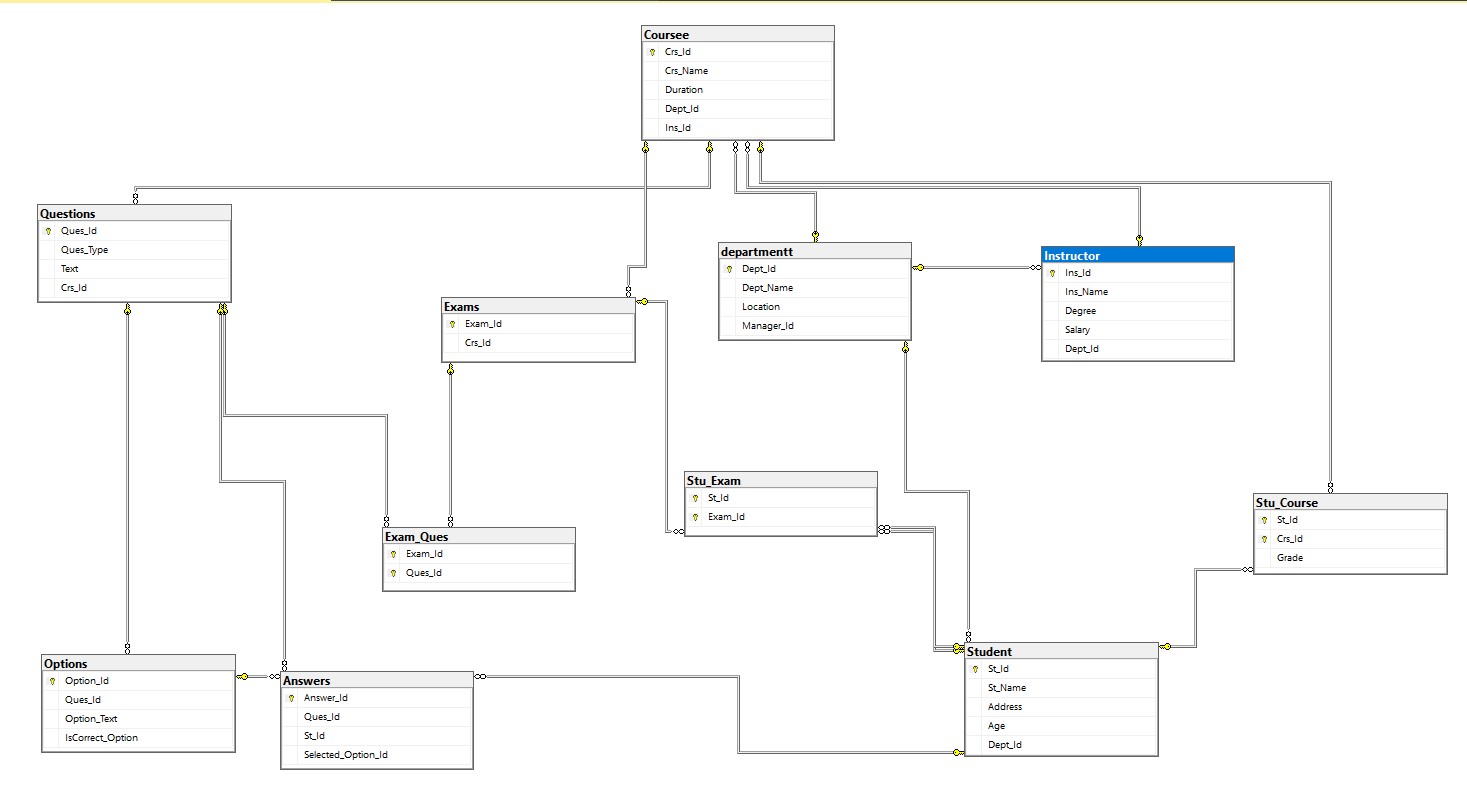 Coursee
Crs_Id
Crs_Name
Duration
Dept_Id
Ins_Id
Questions
Ques_Id
Ques_Type
Text
Crs_Id
departmentt
Dept_Id
Dept_Name
Location
Manager_Id
Instructor
Ins_Id
Ins_Name
Degree
Salary
Dept_Id
Exams
Exam_Id
Crs_Id
Stu_Exam
St_Id
Exam_Id
Stu_Course
St_Id
Crs_Id
Grade
Exam_Ques
Exam_Id
Ques_Id
Options
Option_Id
Ques_Id
Option_Text
IsCorrect_Option
Answers
Answer_Id
Ques_Id
St_Id
Selected_Option_Id
Student
St_Id
St_Name
Address
Age
Dept_Id